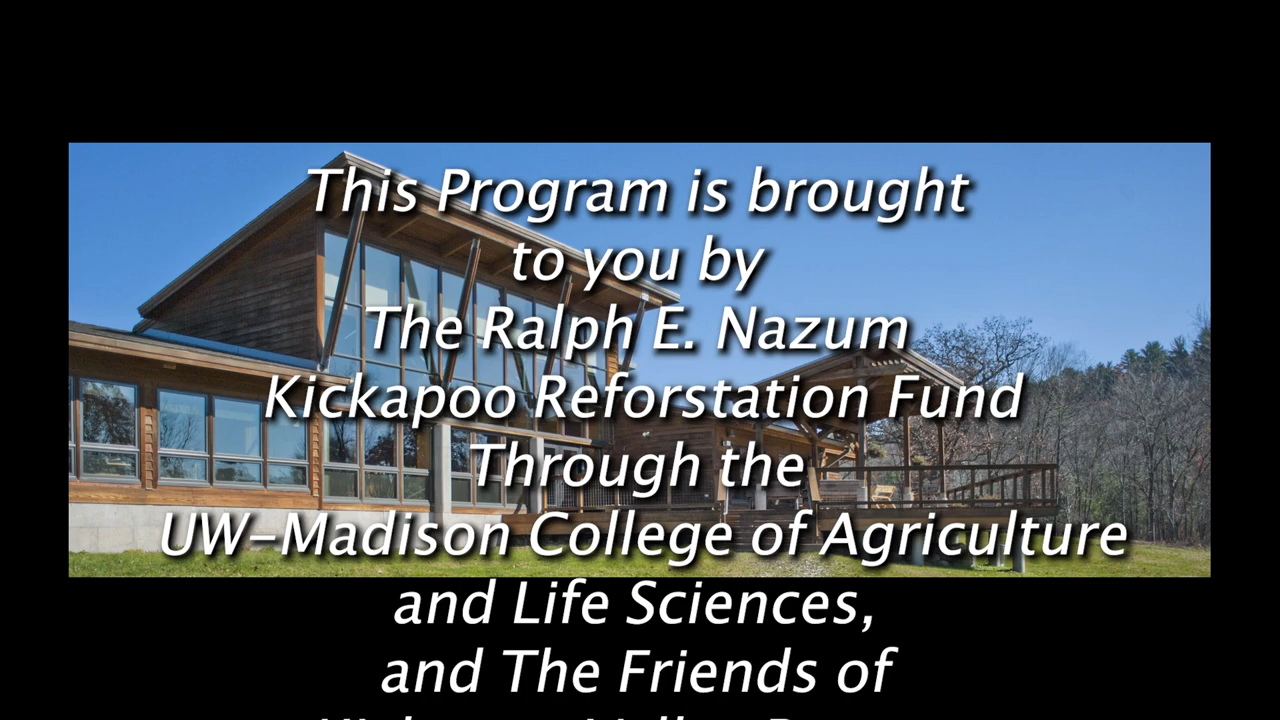 This Program is brought
to you by
The Ralph E. Nazum
Kickapoo Reforstation Fund
Through the
UW-Madison College of Agriculture
and Life Sciences,
and The Friends of